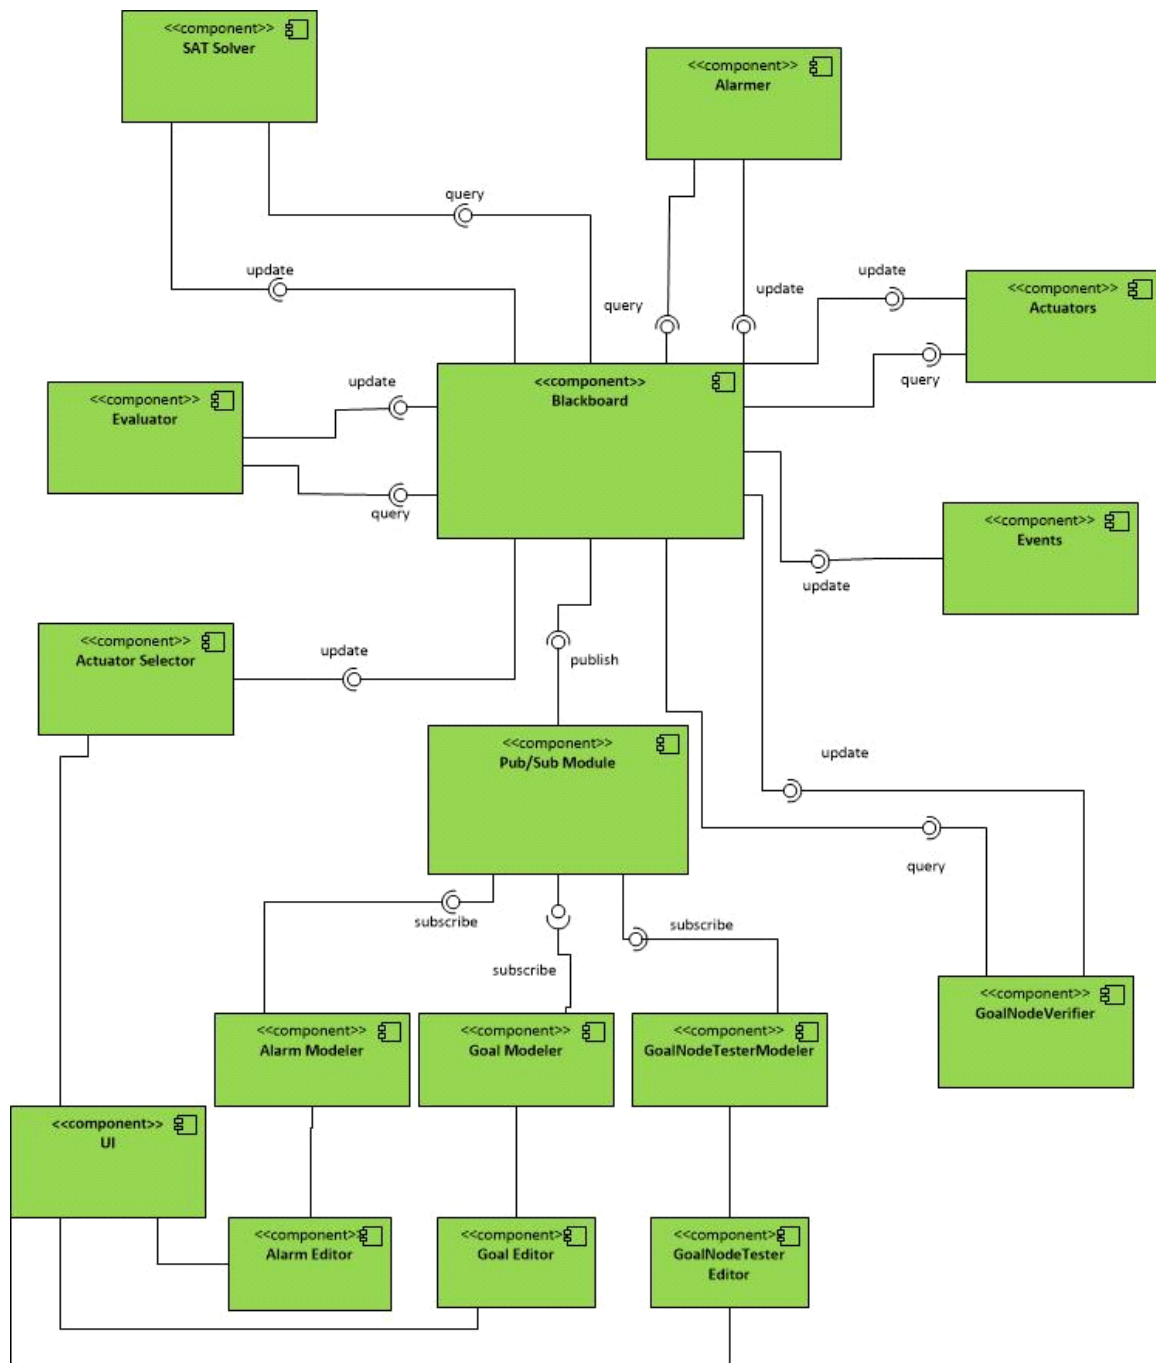 <<component>>
SAT Solver
<<component>>
Alarmer
query
update
query
update
update
<<component>>
Actuators
query
<<component>>
Blackboard
update
<<component>>
Evaluator
query
<<component>>
Events
update
<<component>>
Actuator Selector
update
publish
<<component>>
Pub/Sub Module
update
query
subscribe
subscribe
subscribe
<<component>>
GoalNodeVerifier
<<component>>
Alarm Modeler
<<component>>
Goal Modeler
<<component>>
GoalNodeTesterModeler
<<component>>
UI
<<component>>
Alarm Editor
<<component>>
Goal Editor
<<component>>
GoalNodeTester
Editor